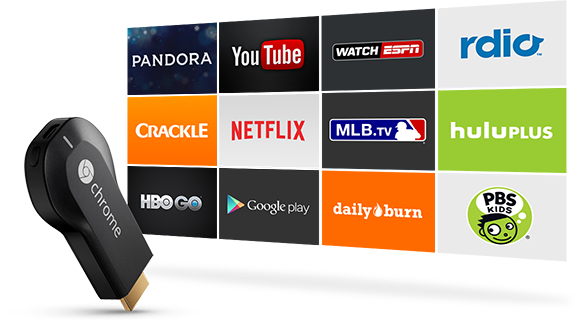 PANDORA
YouTube
WATCH ESPN
rdio
CRACKLE
NETFLIX
MLB.TV
huluPLUS
HBO GO
Google play
daily burn
PBS
KIDS
chrome